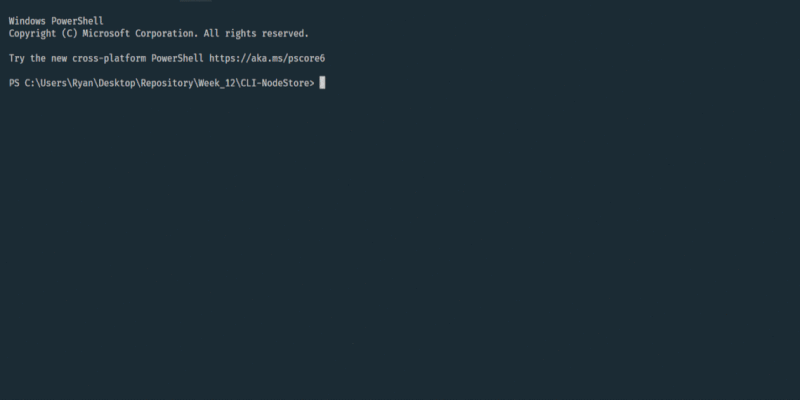 Windows PowerShell
Copyright (C) Microsoft Corporation. All rights reserved.
Try the new cross-platform PowerShell https://aka.ms/pscore6
PS C:\Users\Ryan\Desktop\Repository\Week_12\CLI-NodeStore>